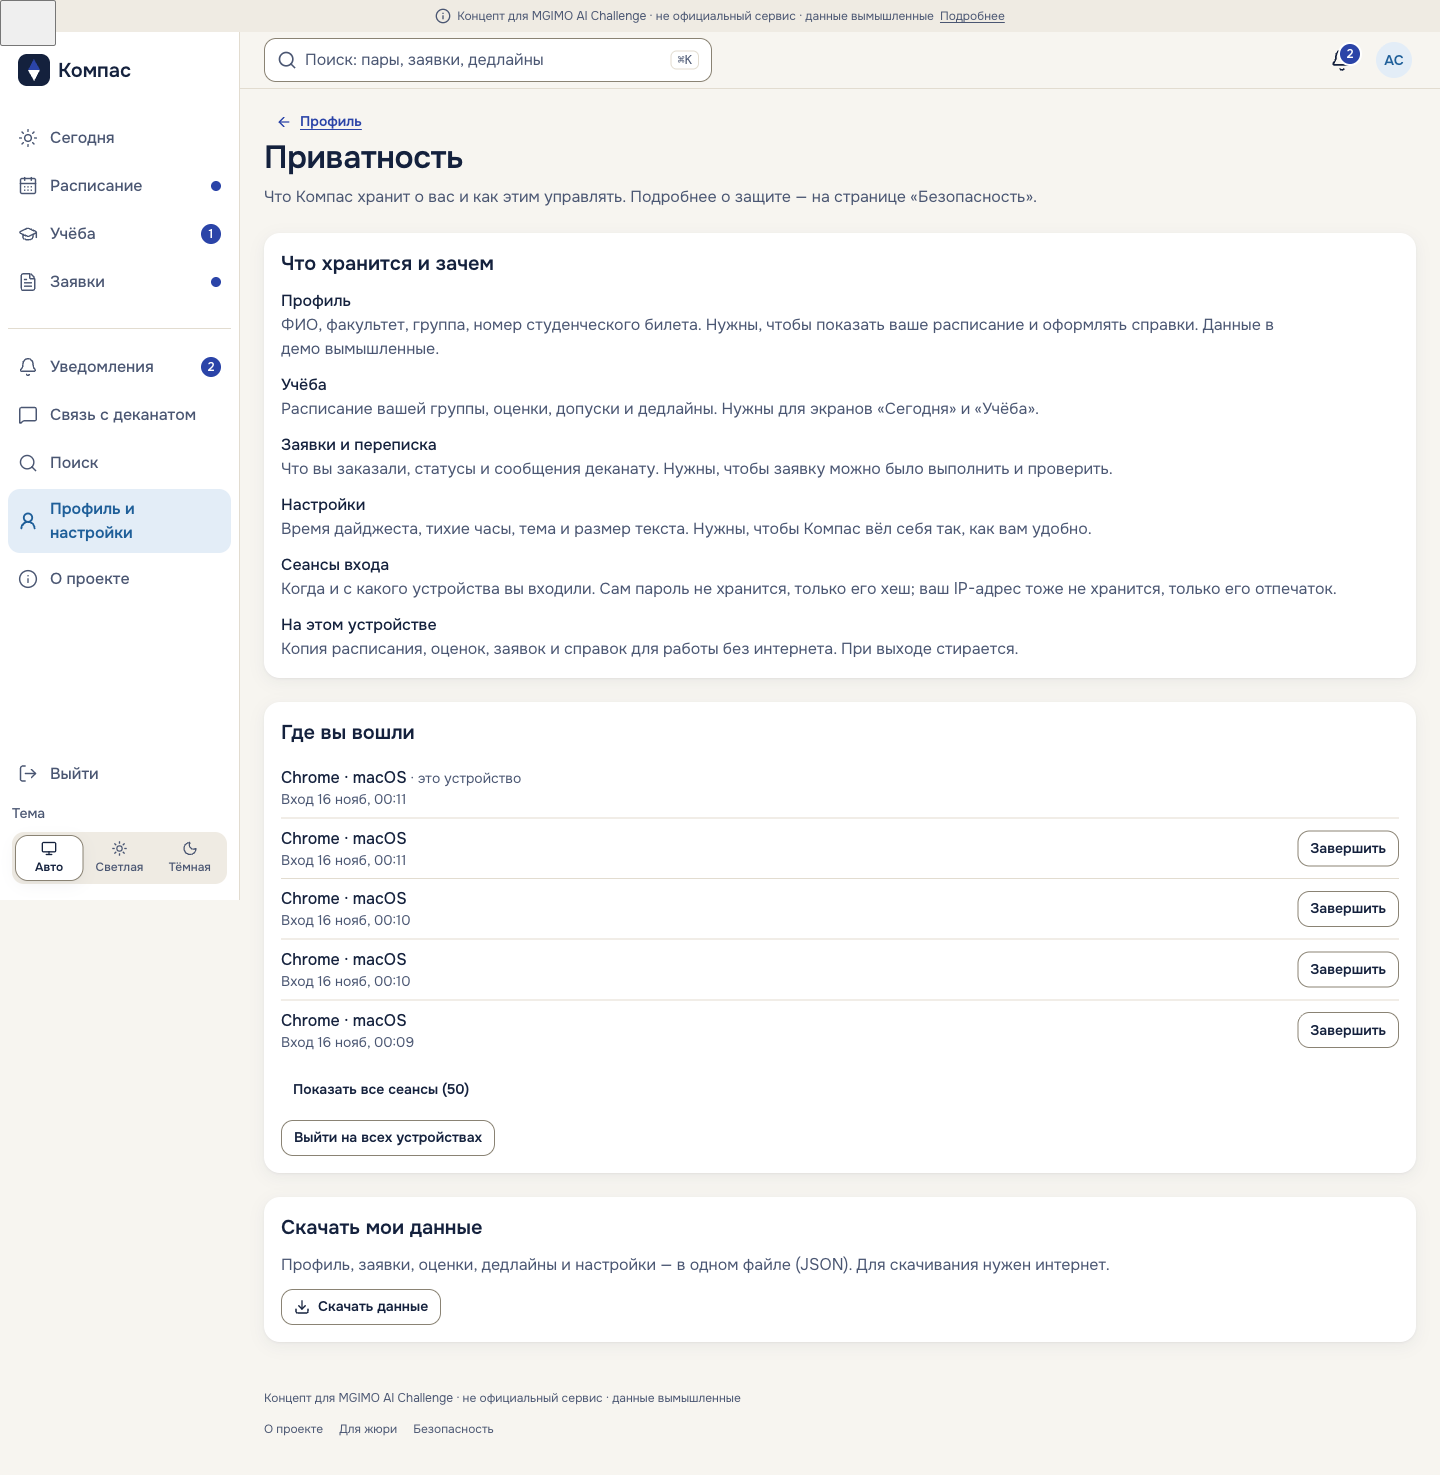 Концепт для MGIMO AI Challenge · не официальный сервис · данные вымышленные Подробнее
Компас
Поиск: пары, заявки, дедлайны
⌘K
2
АС
Сегодня
Расписание
Учёба
1
Заявки
Уведомления
2
Связь с деканатом
Поиск
Профиль и
настройки
О проекте
Выйти
Тема
Авто
Светлая
Тёмная
Профиль
Приватность
Что Компас хранит о вас и как этим управлять. Подробнее о защите — на странице «Безопасность».
Что хранится и зачем
Профиль
ФИО, факультет, группа, номер студенческого билета. Нужны, чтобы показать ваше расписание и оформлять справки. Данные в
демо вымышленные.
Учёба
Расписание вашей группы, оценки, допуски и дедлайны. Нужны для экранов «Сегодня» и «Учёба».
Заявки и переписка
Что вы заказали, статусы и сообщения деканату. Нужны, чтобы заявку можно было выполнить и проверить.
Настройки
Время дайджеста, тихие часы, тема и размер текста. Нужны, чтобы Компас вёл себя так, как вам удобно.
Сеансы входа
Когда и с какого устройства вы входили. Сам пароль не хранится, только его хеш; ваш IP-адрес тоже не хранится, только его отпечаток.
На этом устройстве
Копия расписания, оценок, заявок и справок для работы без интернета. При выходе стирается.
Где вы вошли
Chrome · macOS · это устройство
Вход 16 нояб, 00:11
Chrome · macOS
Вход 16 нояб, 00:11
Завершить
Chrome · macOS
Вход 16 нояб, 00:10
Завершить
Chrome · macOS
Вход 16 нояб, 00:10
Завершить
Chrome · macOS
Вход 16 нояб, 00:09
Завершить
Показать все сеансы (50)
Выйти на всех устройствах
Скачать мои данные
Профиль, заявки, оценки, дедлайны и настройки — в одном файле (JSON). Для скачивания нужен интернет.
Скачать данные
Концепт для MGIMO AI Challenge · не официальный сервис · данные вымышленные
О проекте Для жюри Безопасность